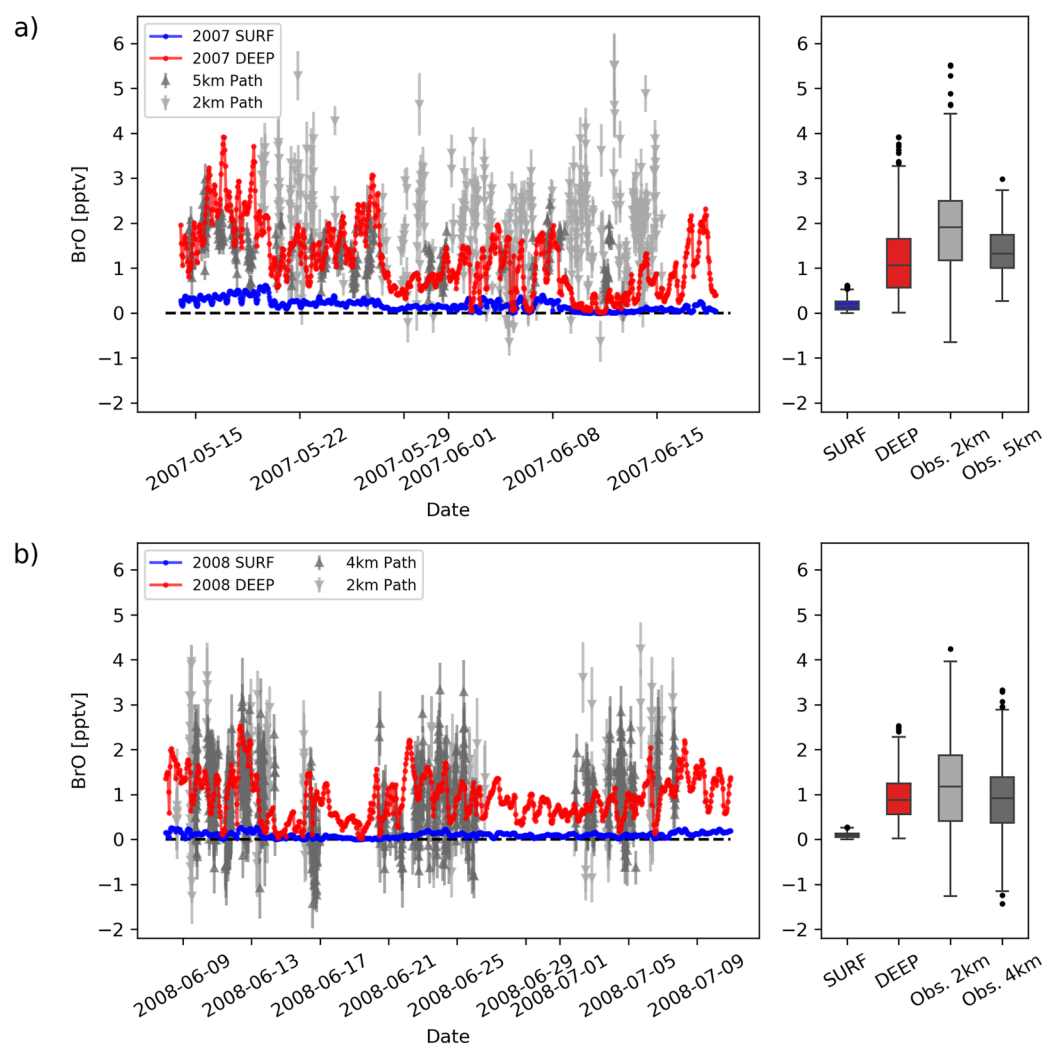 a)
2007 SURF
2007 DEEP
5km Path
2km Path
BrO [pptv]
6
5
4
3
2
1
0
−1
−2
2007-05-15
2007-05-22
2007-05-29
2007-06-01
2007-06-08
2007-06-15
Date
6
5
4
3
2
1
0
−1
−2
SURF
DEEP
Obs. 2km
Obs. 5km
b)
2008 SURF
2008 DEEP
4km Path
2km Path
BrO [pptv]
6
5
4
3
2
1
0
−1
−2
2008-06-09
2008-06-13
2008-06-17
2008-06-21
2008-06-25
2008-06-29
2008-07-01
2008-07-05
2008-07-09
Date
6
5
4
3
2
1
0
−1
−2
SURF
DEEP
Obs. 2km
Obs. 4km